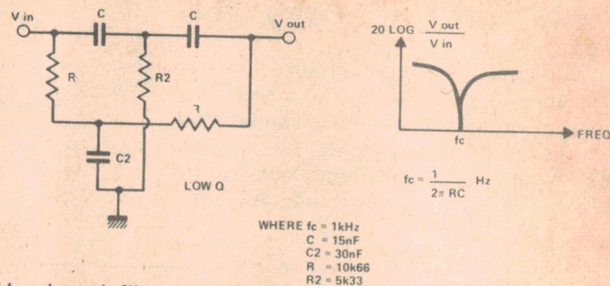 V in
C
C
V out
R
R2
C2
LOW Q
20 LOG V out
V in
fc
FREQ
fc = 1
2π RC Hz
WHERE fc = 1kHz
C = 15nF
C2 = 30nF
R = 10k66
R2 = 5k33